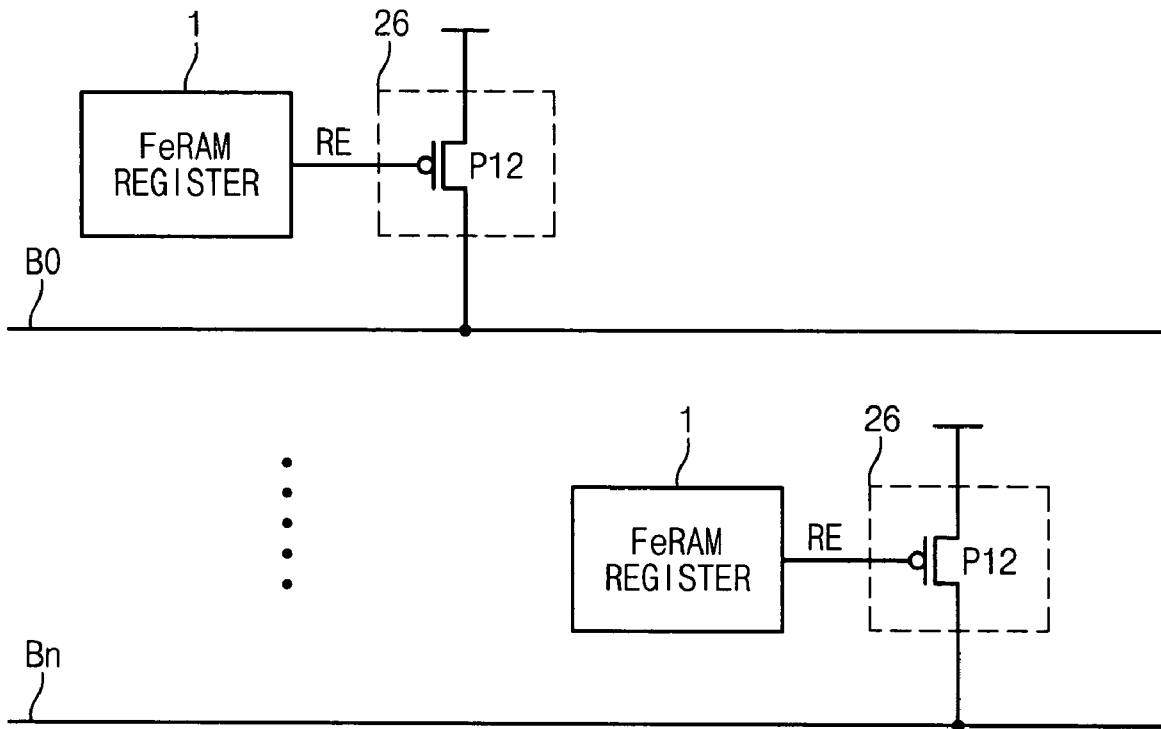 1
26
FeRAM
REGISTER
RE
P12
B0
1
26
FeRAM
REGISTER
RE
P12
Bn